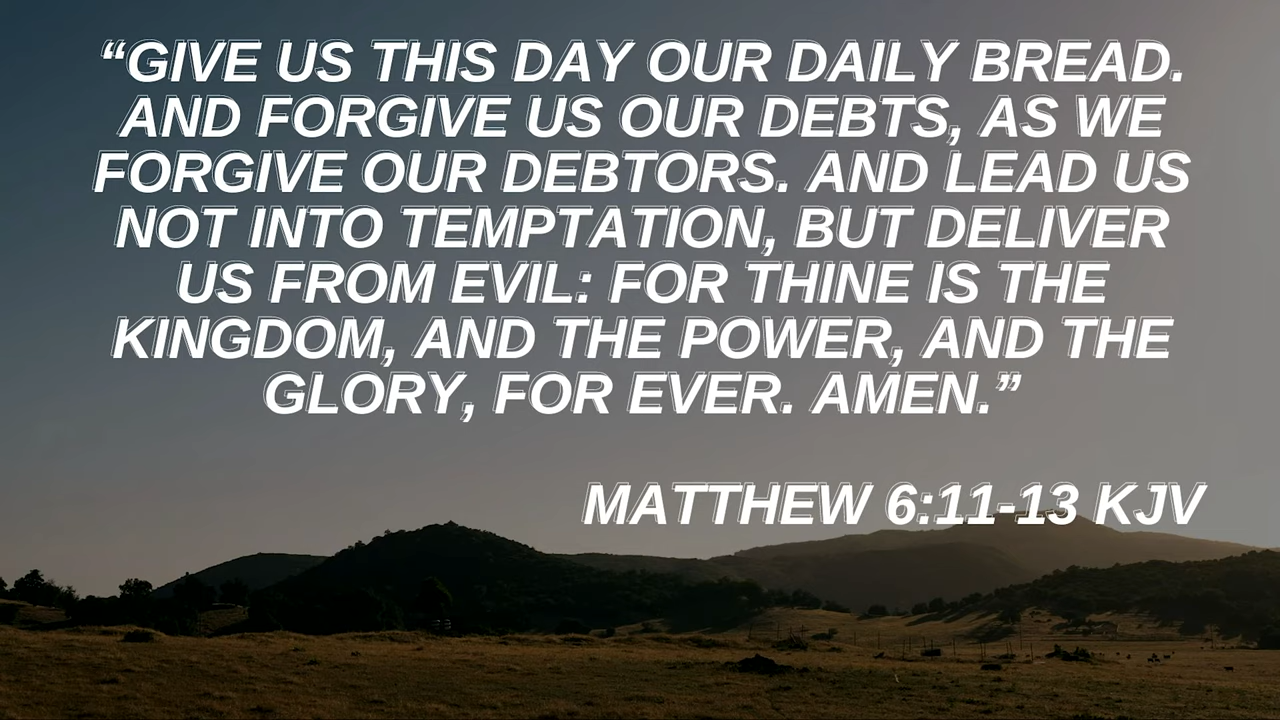 “GIVE US THIS DAY OUR DAILY BREAD.
AND FORGIVE US OUR DEBTS, AS WE
FORGIVE OUR DEBTORS. AND LEAD US
NOT INTO TEMPTATION, BUT DELIVER
US FROM EVIL: FOR THINE IS THE
KINGDOM, AND THE POWER, AND THE
GLORY, FOR EVER. AMEN.”
MATTHEW 6:11-13 KJV